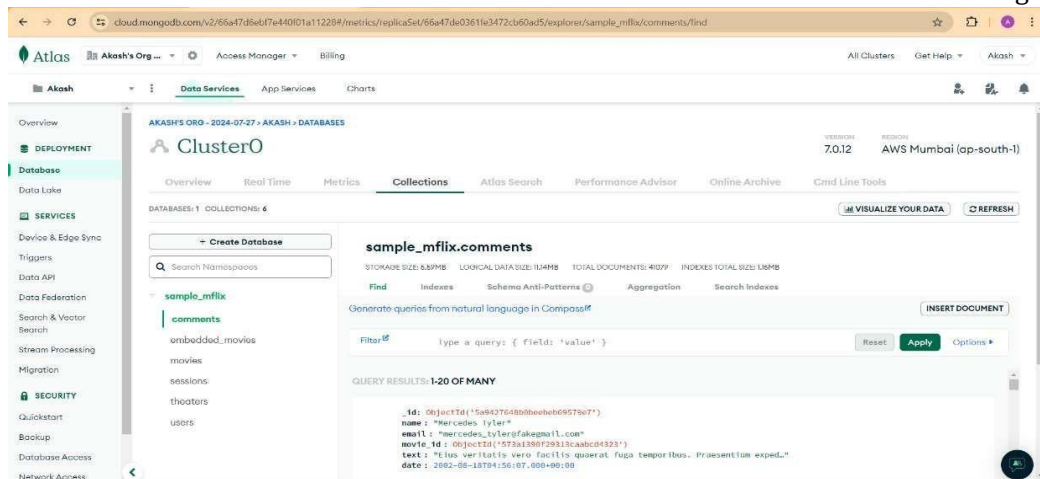 cloud.mongodb.com/v2/66a47d6ebf7e440f01a11228#/metrics/replicaSet/66a47de0361fe3472cb60ad5/explorer/sample_mflix/comments/find
Atlas Akash's Org ... Access Manager Billing All Clusters Get Help Akash
Akash Data Services App Services Charts
Overview
DEPLOYMENT
Database
Data Lake
SERVICES
Device & Edge Sync
Triggers
Data API
Data Federation
Search & Vector
Search
Stream Processing
Migration
SECURITY
Quickstart
Backup
Database Access
Network Access
AKASH'S ORG - 2024-07-27 > AKASH > DATABASES
Cluster0
VERSION REGION
7.0.12 AWS Mumbai (ap-south-1)
Overview Real Time Metrics Collections Atlas Search Performance Advisor Online Archive Cmd Line Tools
DATABASES: 1 COLLECTIONS: 6 VISUALIZE YOUR DATA REFRESH
+ Create Database
Search Namespaces
sample_mflix
comments
embedded_movies
movies
sessions
theaters
users
sample_mflix.comments
STORAGE SIZE: 6.59MB LOGICAL DATA SIZE: 11.14MB TOTAL DOCUMENTS: 41079 INDEXES TOTAL SIZE: 1.16MB
Find Indexes Schema Anti-Patterns 0 Aggregation Search Indexes
Generate queries from natural language in Compass INSERT DOCUMENT
Filter Type a query: { field: 'value' } Reset Apply Options
QUERY RESULTS: 1-20 OF MANY
_id: ObjectId('5a9427648b0beebeb69579e7')
name: "Mercedes Tyler"
email: "mercedes_tyler@fakegmail.com"
movie_id: ObjectId('573a1390f29313caabcd4323')
text: "Eius veritatis vero facilis quaerat fuga temporibus. Praesentium exped…"
date: 2002-08-18T04:56:07.000+00:00